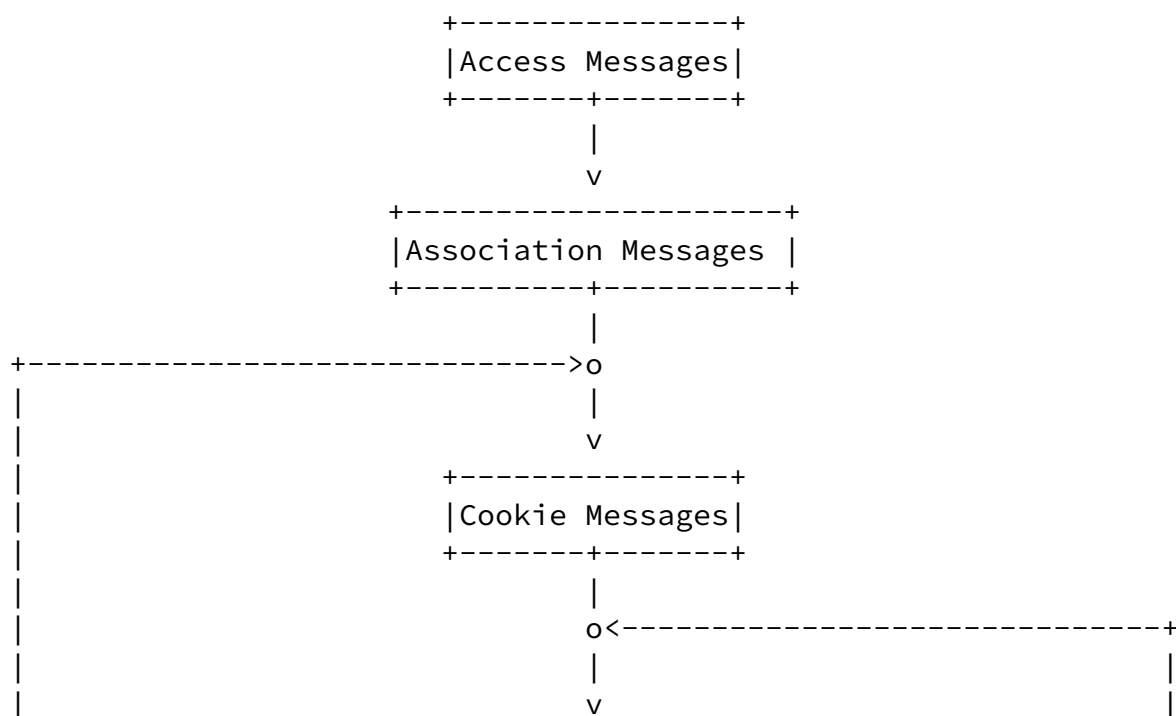 +---------------+
|Access Messages|
+-------+-------+
|
v
+---------------------+
|Association Messages |
+----------+----------+
|
+------------------------------>o
|                               |
|                               v
|                       +---------------+
|                       |Cookie Messages|
|                       +-------+-------+
|                               |
|                               o<------------------------------+
|                               |                               |
|                               v                               |